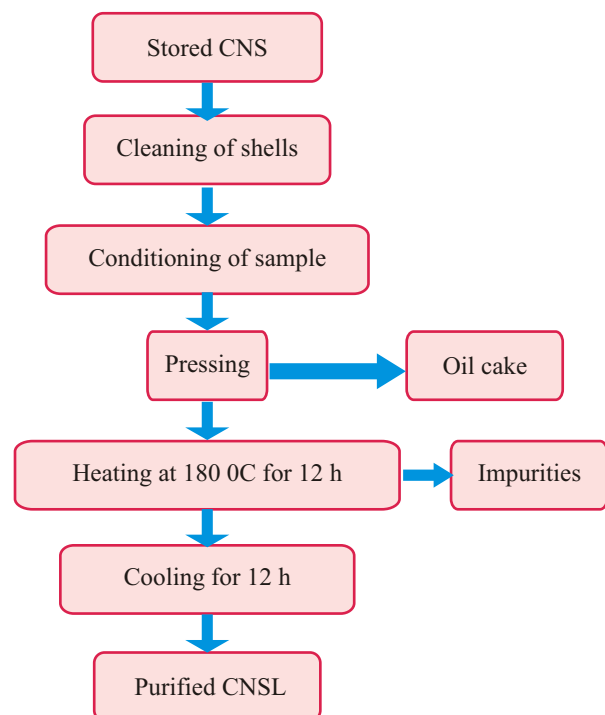 Stored CNS
Cleaning of shells
Conditioning of sample
Pressing
Oil cake
Heating at 180 0C for 12 h
Impurities
Cooling for 12 h
Purified CNSL